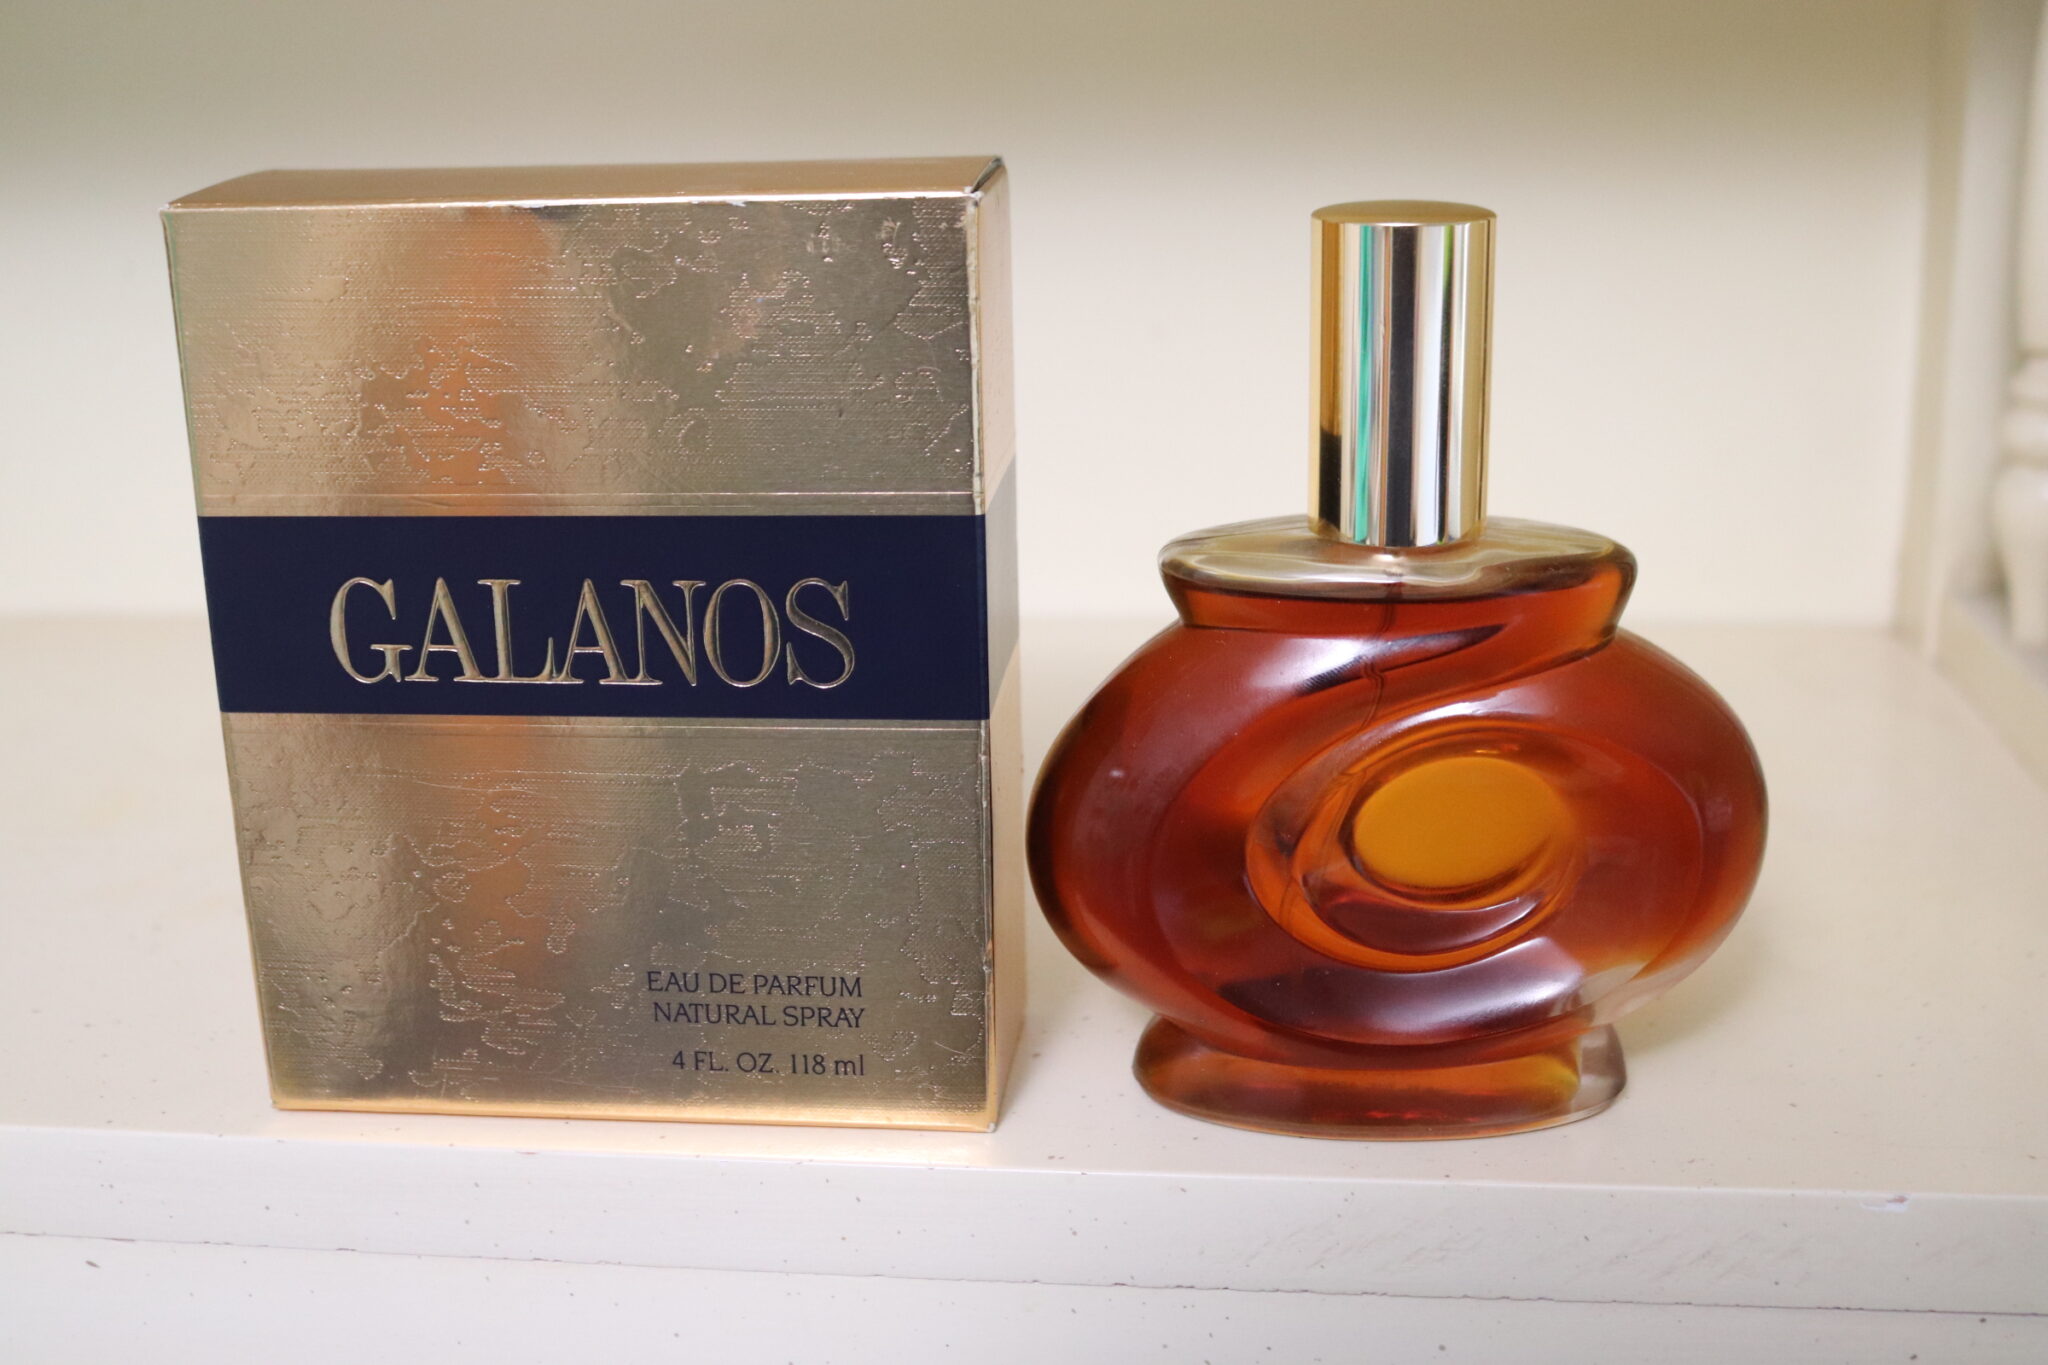 GALANOS
EAU DE PARFUM
NATURAL SPRAY
4 FL. OZ. 118 ml